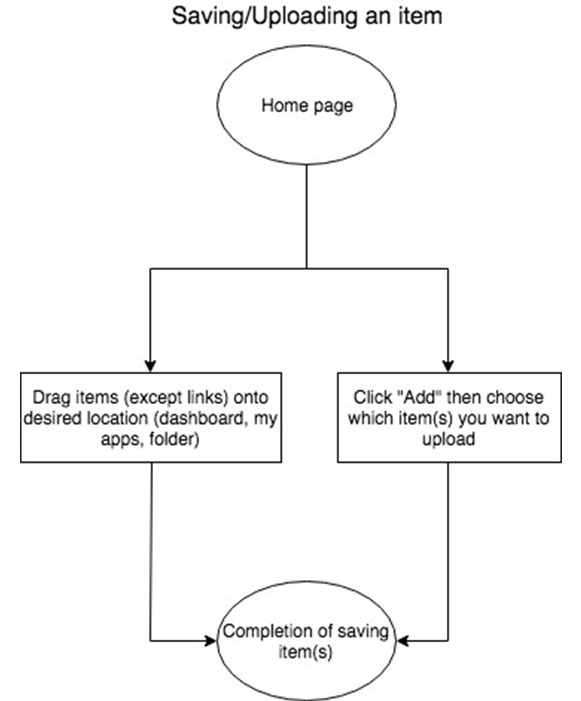 Saving/Uploading an item
Home page
Drag items (except links) onto
desired location (dashboard, my
apps, folder)
Click "Add" then choose
which item(s) you want to
upload
Completion of saving
item(s)